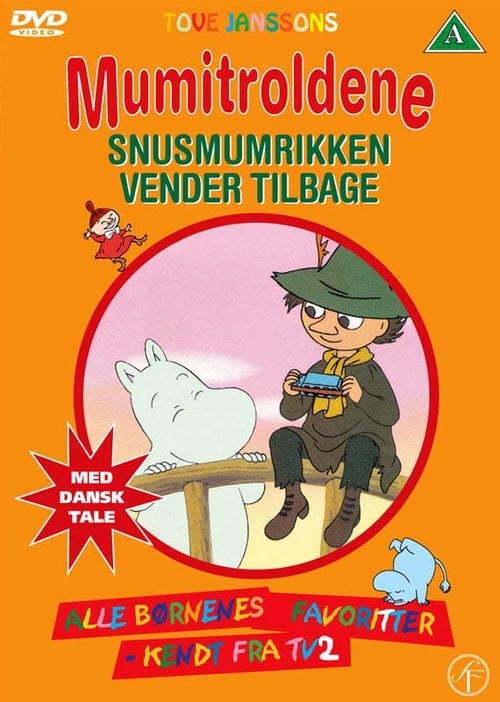 DVD
VIDEO
TOVE JANSSONS
A
Mumitroldene
SNUSMUMRIKKEN
VENDER TILBAGE
MED
DANSK
TALE
ALLE BØRNENES FAVORITTER
- KENDT FRA TV2
SF